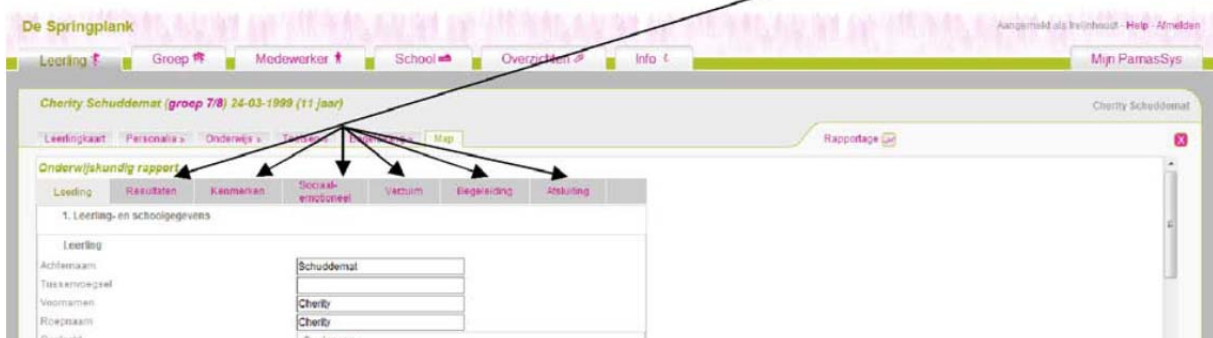 De Springplank
Aangemeld als Help - Afmelden
Leerling Groep Medewerker School Overzichten Info Mijn ParnasSys
Cherity Schuddemat (groep 7/8) 24-03-1999 (11 jaar) Cherity Schuddemat
Leerlingkaart Personalia » Onderwijs » Map Rapportage
Onderwijskundig rapport
Leerling Resultaten Kenmerken Sociaal- Verzuim Begeleiding Afsluiting
emotioneel
1. Leerling- en schoolgegevens
Leerling
Achternaam Schuddemat
Tussenvoegsel
Voornamen Cherity
Roepnaam Cherity